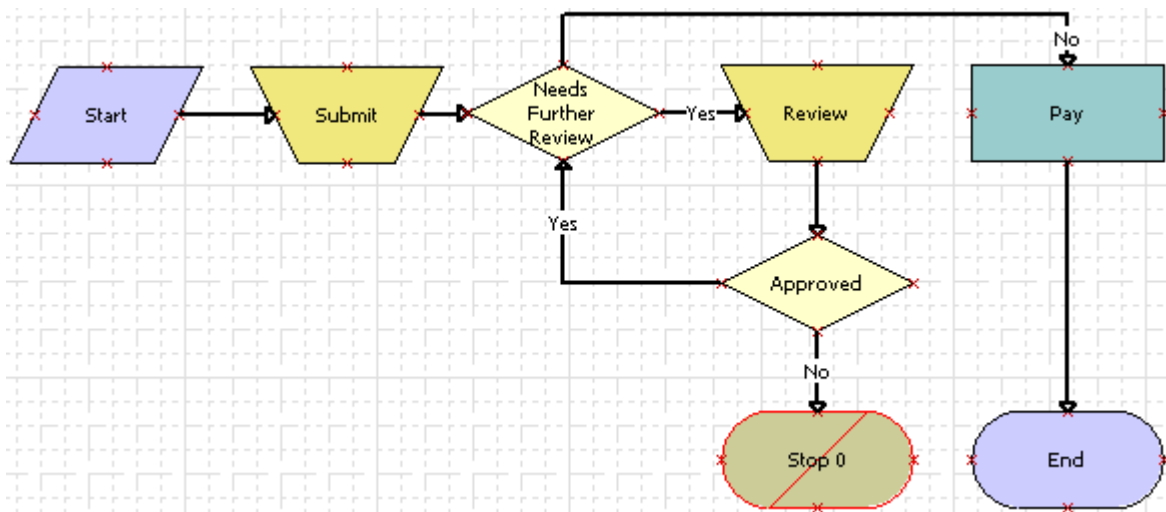 No
Start
Submit
Needs
Further
Review
Yes
Review
Pay
Yes
Approved
No
Stop 0
End